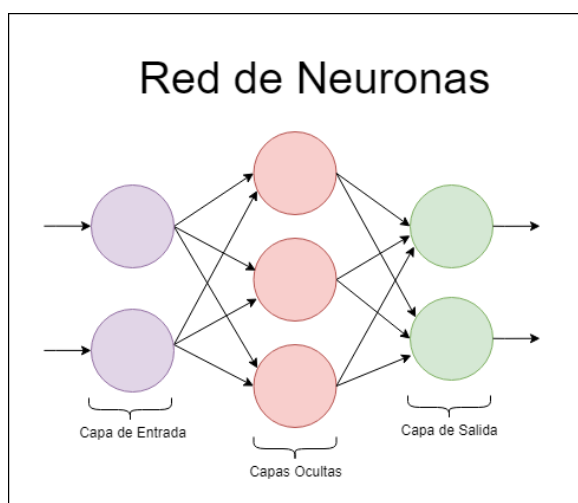 Red de Neuronas
Capa de Entrada
Capas Ocultas
Capa de Salida